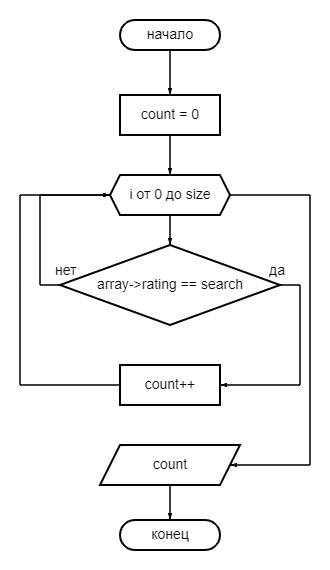 начало
count = 0
i от 0 до size
нет
да
array->rating == search
count++
count
конец